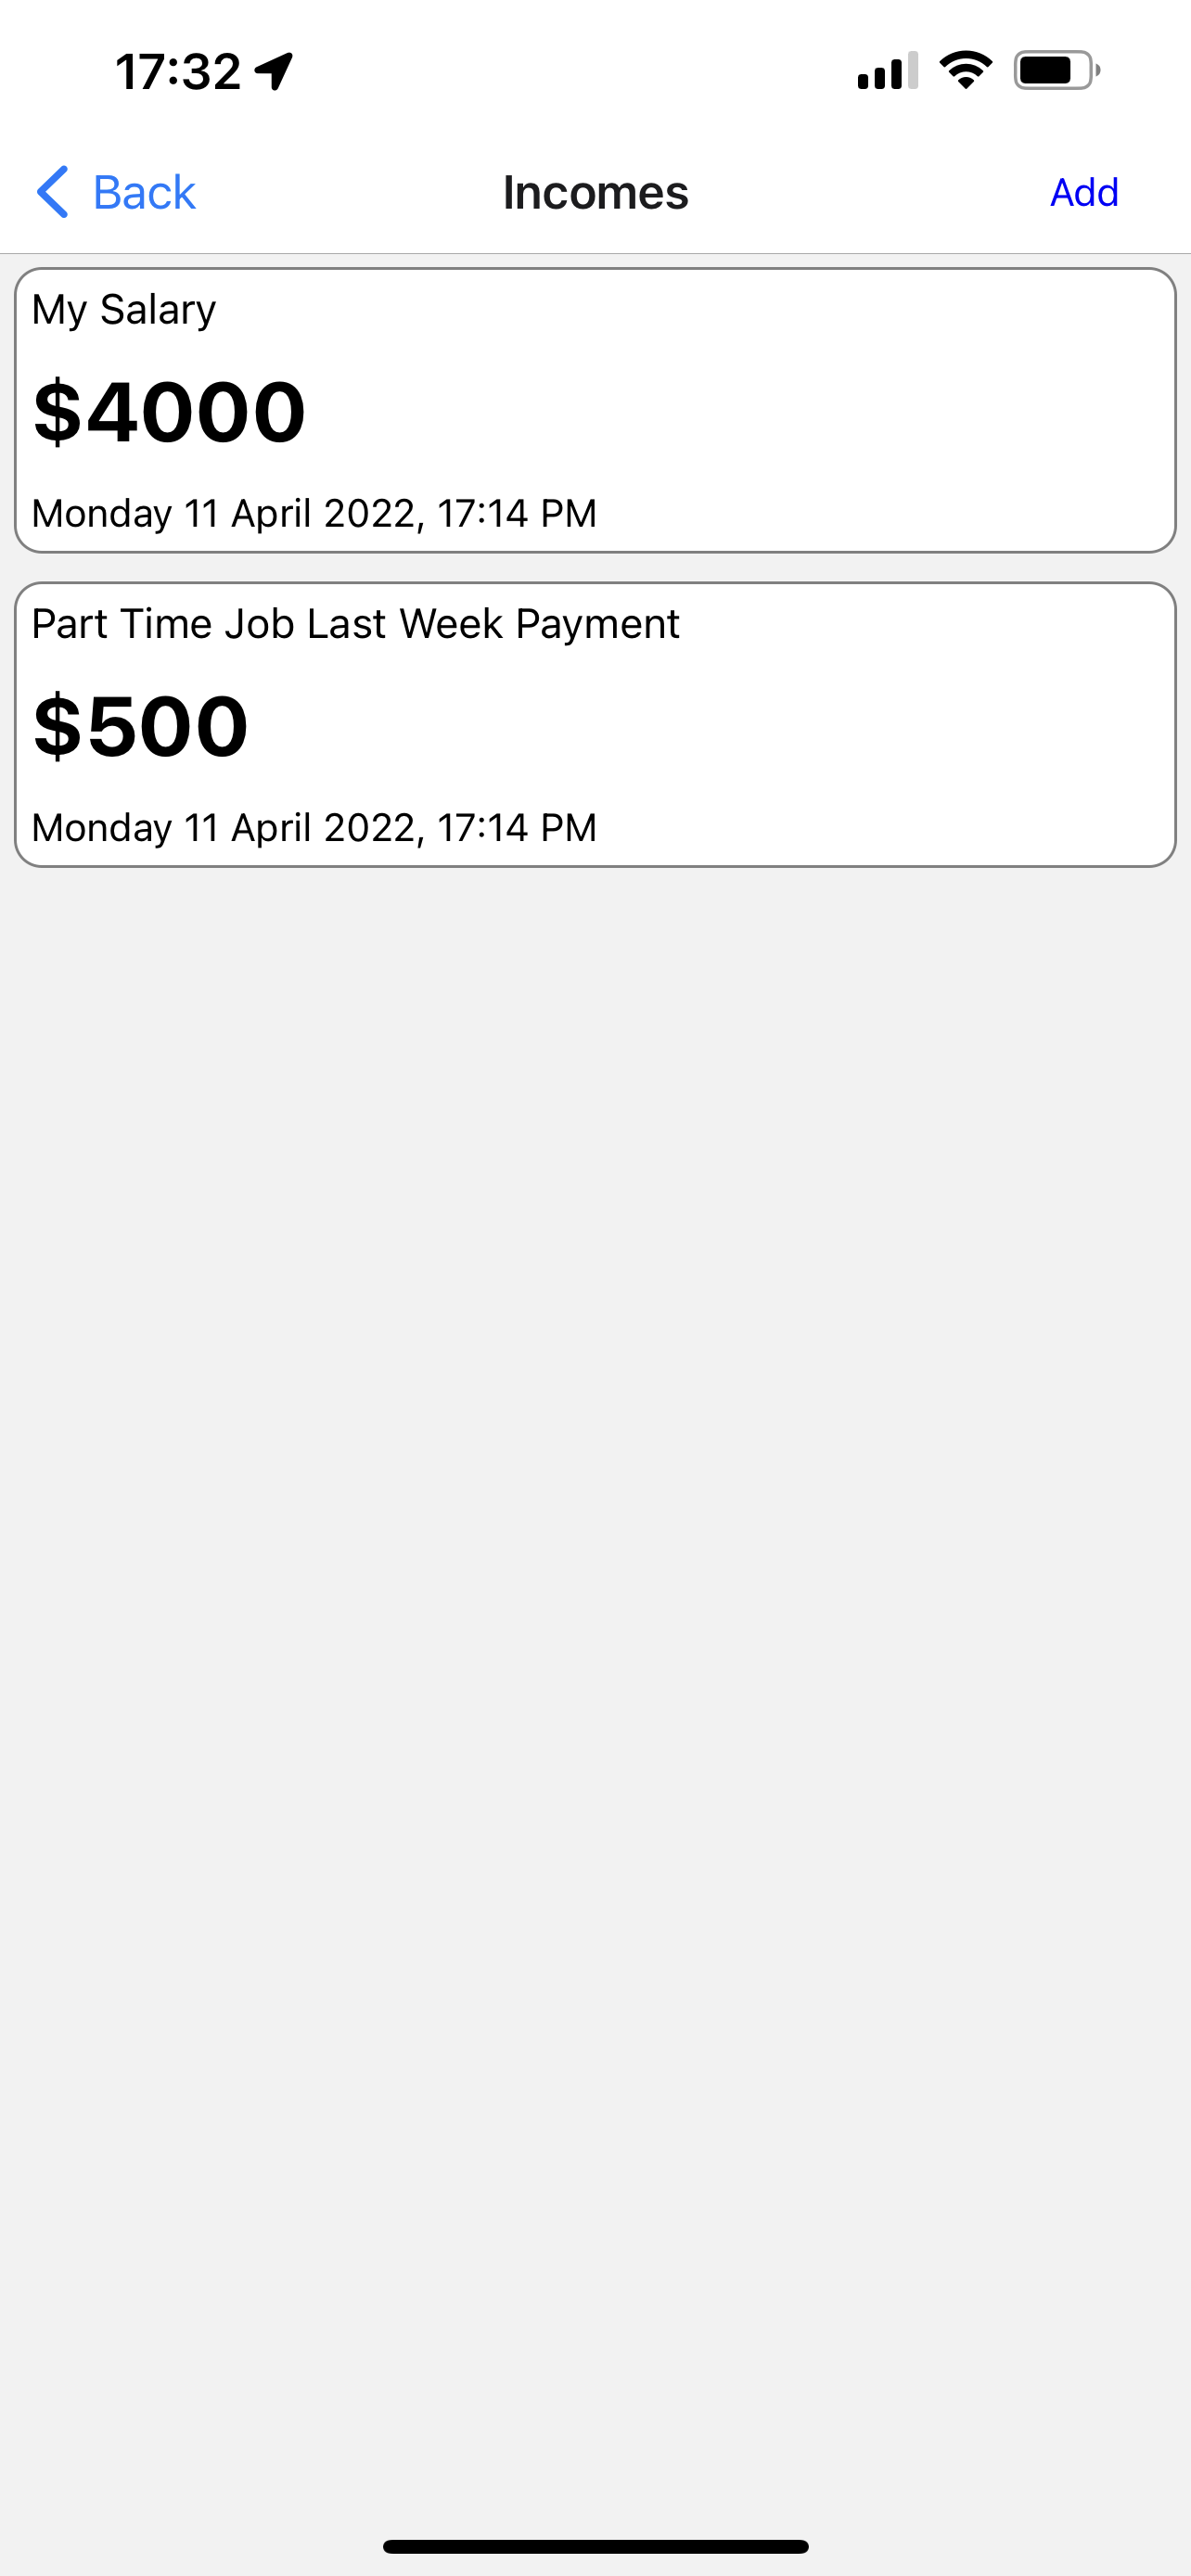 17:32
Back Incomes Add
My Salary
$4000
Monday 11 April 2022, 17:14 PM
Part Time Job Last Week Payment
$500
Monday 11 April 2022, 17:14 PM